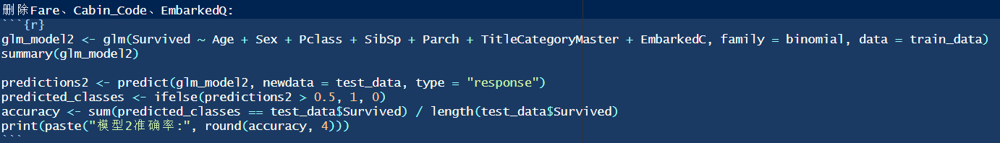 删除Fare、Cabin_Code、EmbarkedQ:
```{r}
glm_model2 <- glm(Survived ~ Age + Sex + Pclass + SibSp + Parch + TitleCategoryMaster + EmbarkedC, family = binomial, data = train_data)
summary(glm_model2)

predictions2 <- predict(glm_model2, newdata = test_data, type = "response")
predicted_classes <- ifelse(predictions2 > 0.5, 1, 0)
accuracy <- sum(predicted_classes == test_data$Survived) / length(test_data$Survived)
print(paste("模型2准确率:", round(accuracy, 4)))
```